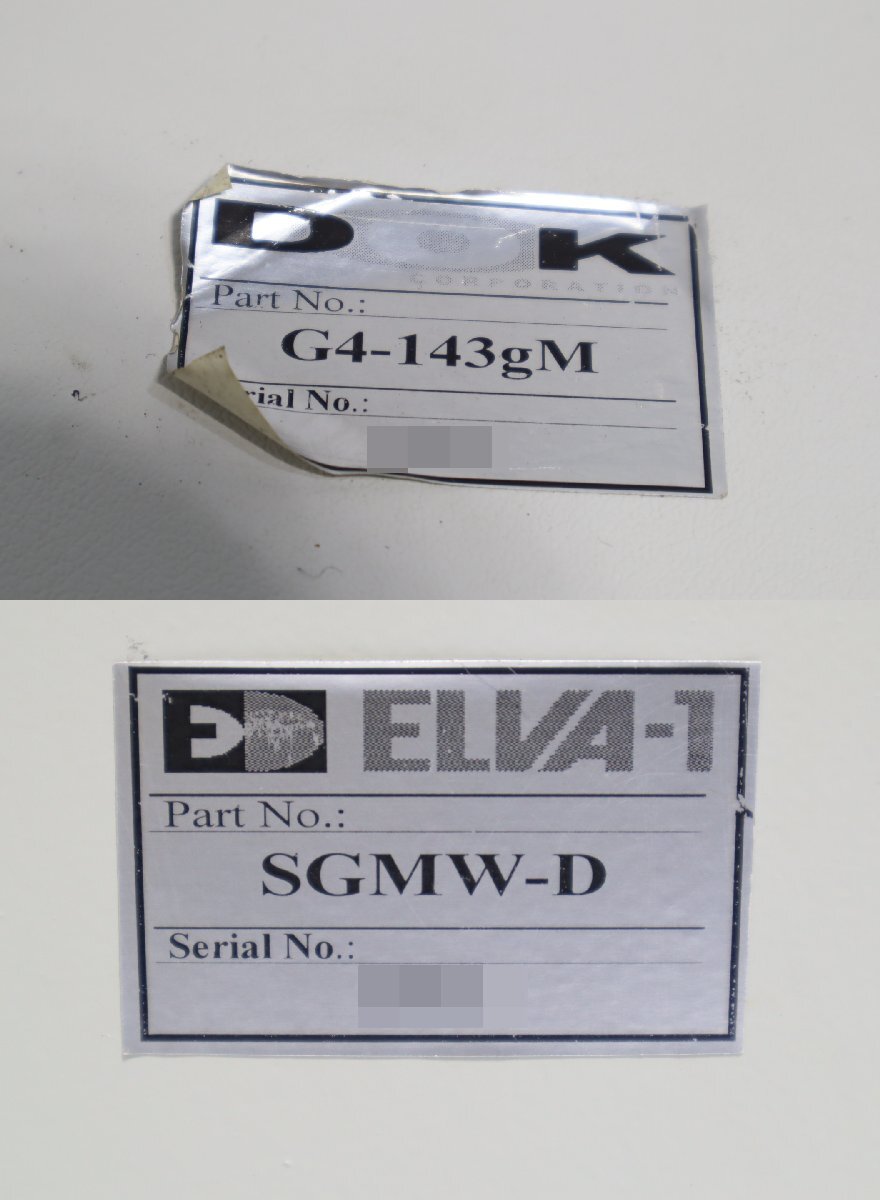 DOK
CORPORATION
Part No.:
G4-143gM
rial No.:
ELVA-1
Part No.:
SGMW-D
Serial No.: